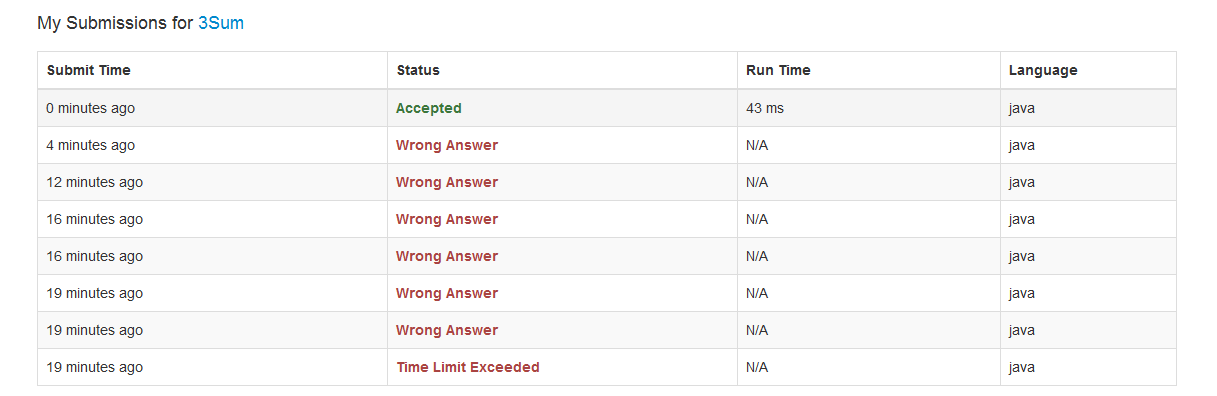 My Submissions for 3Sum
Submit Time Status Run Time Language
0 minutes ago Accepted 43 ms java
4 minutes ago Wrong Answer N/A java
12 minutes ago Wrong Answer N/A java
16 minutes ago Wrong Answer N/A java
16 minutes ago Wrong Answer N/A java
19 minutes ago Wrong Answer N/A java
19 minutes ago Wrong Answer N/A java
19 minutes ago Time Limit Exceeded N/A java